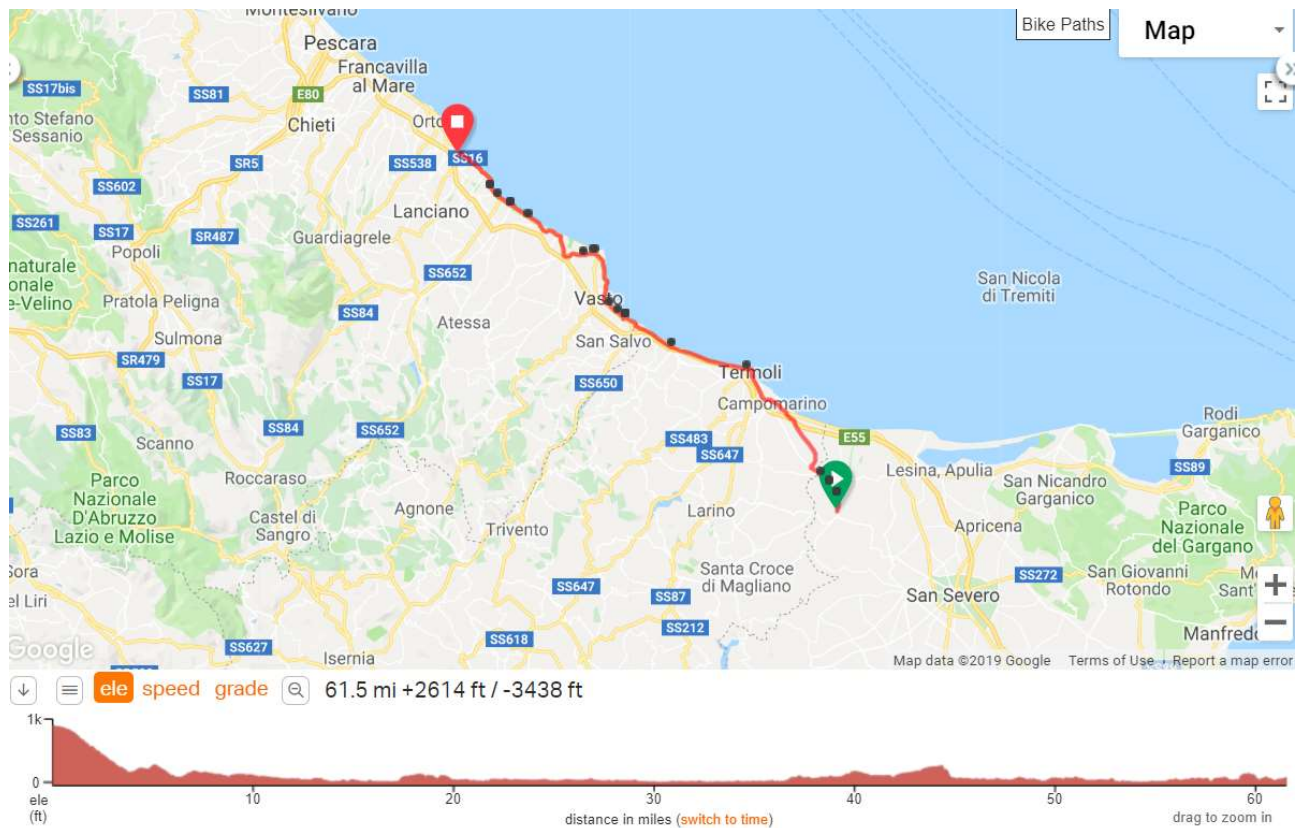 Montesilvano
Bike Paths
Map
Pescara
Francavilla
al Mare
SS17bis
SS81
E80
nto Stefano
Sessanio
Chieti
Orto
SS16
SR5
SS538
SS602
Lanciano
SS261
SS17
SR487
Guardiagrele
Popoli
naturale
ionale
e-Velino)
SS652
San Nicola
di Tremiti
Pratola Peligna
SS84
Vasto
Atessa
Sulmona
San Salvo
SR479
SS17
SS650
Termoli
Campomarino
Rodi
Garganico
SS83
Scanno
SS84
SS652
SS483
E55
SS647
Lesina, Apulia
SS89
Parco
Nazionale
D'Abruzzo
Lazio e Molise
Roccaraso
Agnone
San Nicandro
Garganico
Castel di
Sangro
Trivento
Larino
Apricena
Parco
Nazionale
del Gargano
Sora
el Liri
Santa Croce
di Magliano
SS647
SS87
SS272
San Giovanni
Rotondo
Mo
Sant'
San Severo
SS627
SS618
SS212
Manfred
Google
Isernia
Map data ©2019 Google Terms of Use Report a map error
ele speed grade 61.5 mi +2614 ft / -3438 ft
1k
0
ele
(ft)
10 20 30 40 50 60
distance in miles (switch to time)
drag to zoom in